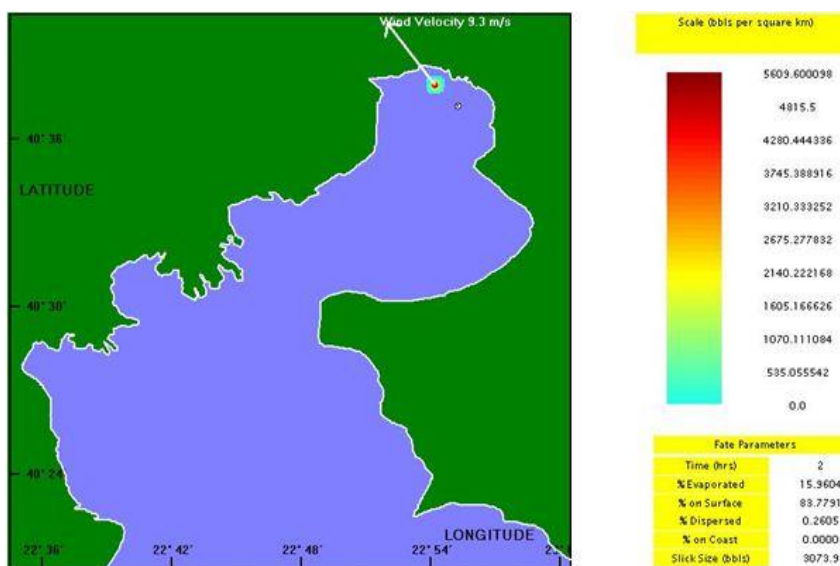 Wind Velocity 9.3 m/s
40° 36'
LATITUDE
40° 30'
40° 24'
LONGITUDE
22° 36' 22° 42' 22° 48' 22° 54'
Scale (bbls per square km)
5609.600098
4815.5
4280.444336
3745.388916
3210.333252
2675.277832
2140.222168
1605.166626
1070.111084
535.055542
0.0
Fate Parameters
Time (hrs) 2
% Evaporated 15.9604
% on Surface 83.7791
% Dispersed 0.2605
% on Coast 0.0000
Slick Size (bbls) 3073.9